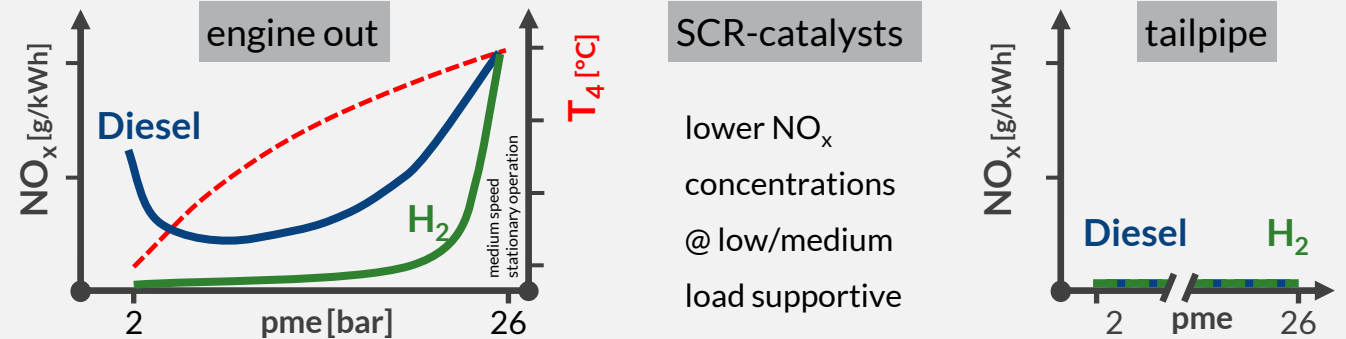 engine out
NOx [g/kWh]
Diesel
H2
T4 [°C]
medium speed
stationary operation
2
pme [bar]
26
SCR-catalysts
lower NOx
concentrations
@ low/medium
load supportive
tailpipe
NOx [g/kWh]
Diesel
H2
2
pme
26